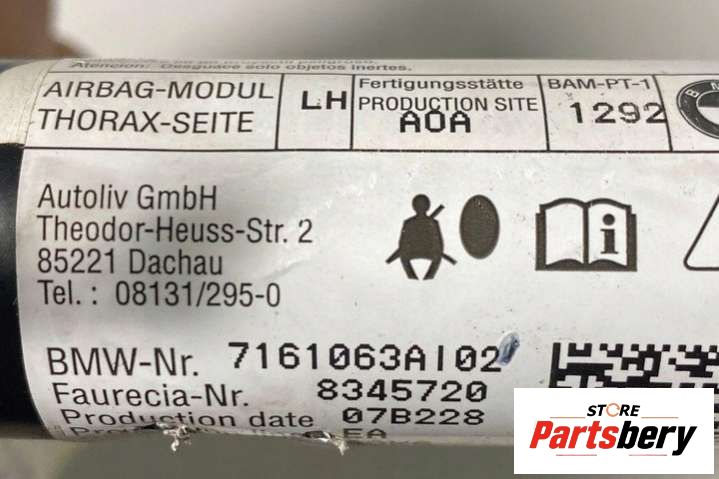 Atencion: Desguace solo objetos inertes.
AIRBAG-MODUL
THORAX-SEITE
LH
Fertigungsstätte
PRODUCTION SITE
AOA
BAM-PT-1
1292
Autoliv GmbH
Theodor-Heuss-Str. 2
85221 Dachau
Tel.: 08131/295-0
BMW-Nr. 7161063AI02
Faurecia-Nr. 8345720
Production date 07B228
EA
STORE
Partsbery